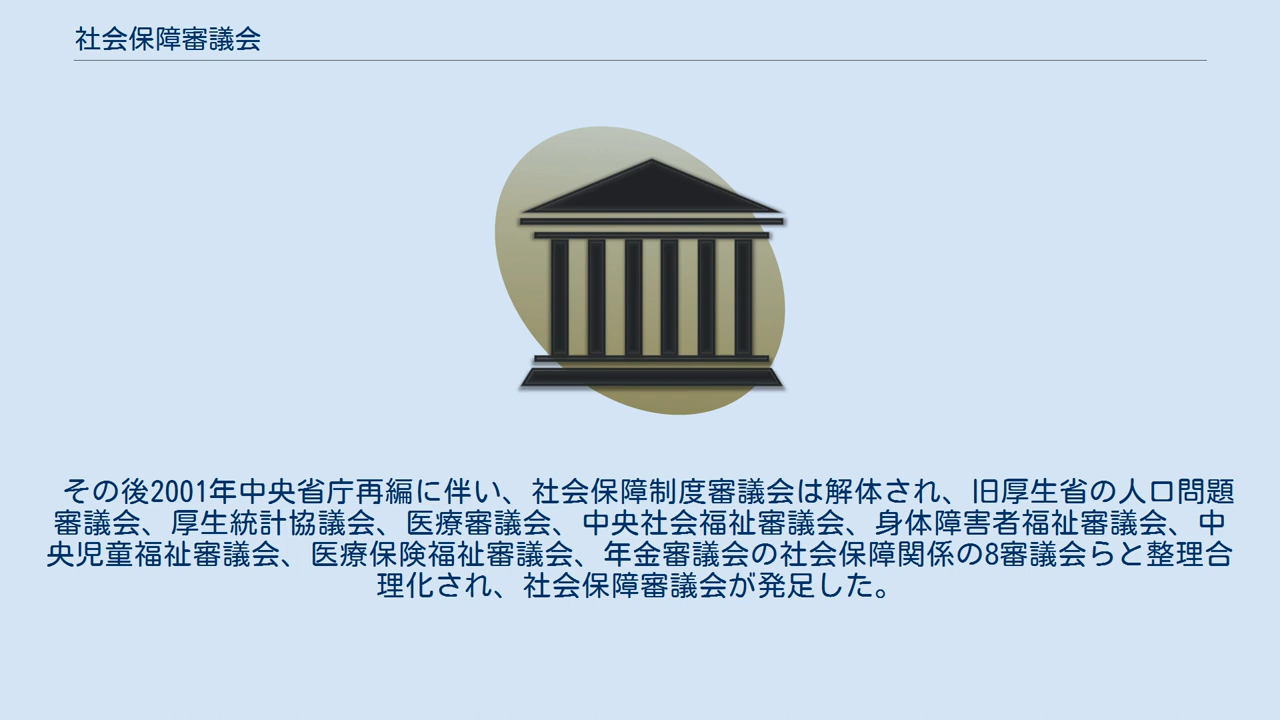 社会保障審議会
その後2001年中央省庁再編に伴い、社会保障制度審議会は解体され、旧厚生省の人口問題
審議会、厚生統計協議会、医療審議会、中央社会福祉審議会、身体障害者福祉審議会、中
央児童福祉審議会、医療保険福祉審議会、年金審議会の社会保障関係の8審議会らと整理合
理化され、社会保障審議会が発足した。